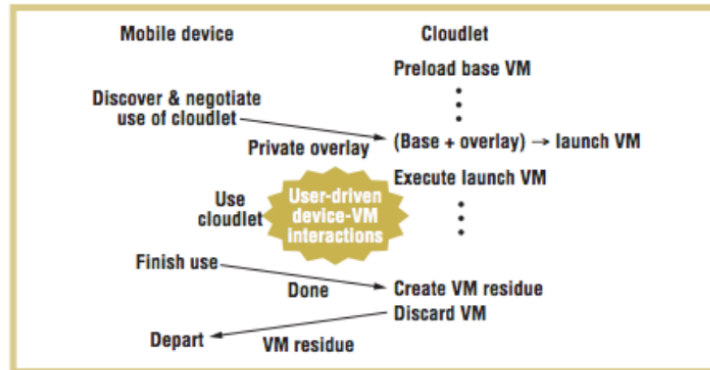 Mobile device
Cloudlet
Preload base VM
Discover & negotiate
use of cloudlet
Private overlay
(Base + overlay) → launch VM
Execute launch VM
Use
cloudlet
User-driven
device-VM
interactions
Finish use
Done
Create VM residue
Discard VM
Depart
VM residue